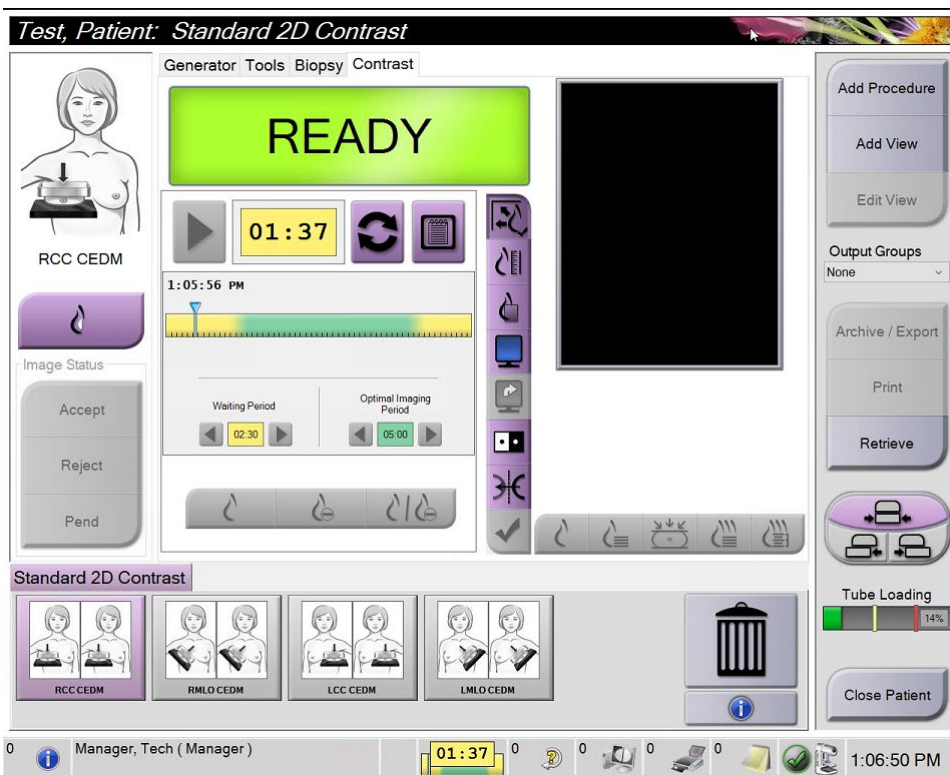 Test, Patient: Standard 2D Contrast
Generator Tools Biopsy Contrast
READY
01:37
1:05:56 PM
Waiting Period
02:30
Optimal Imaging
Period
05:00
RCC CEDM
Image Status
Accept
Reject
Pend
Add Procedure
Add View
Edit View
Output Groups
None
Archive / Export
Print
Retrieve
Tube Loading
14%
Close Patient
Standard 2D Contrast
RCC CEDM
RMLO CEDM
LCC CEDM
LMLO CEDM
0 Manager, Tech ( Manager ) 01:37 0 0 0 0 1:06:50 PM